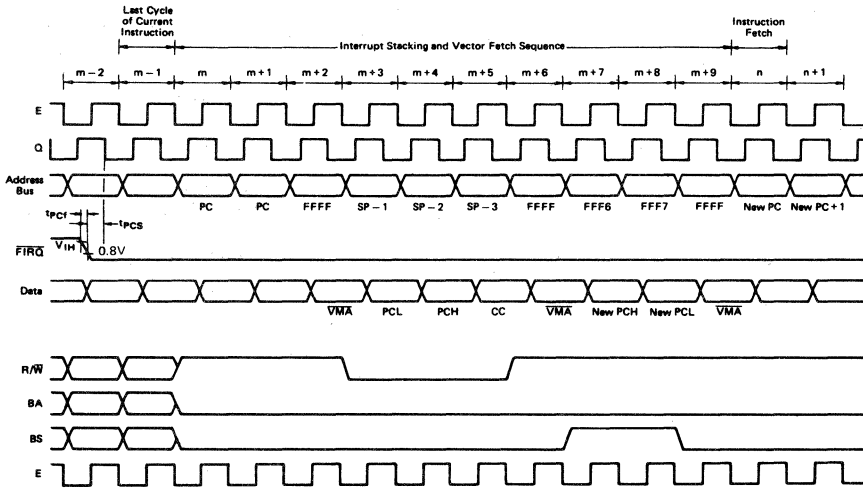 Last Cycle
of Current
Instruction
Interrupt Stacking and Vector Fetch Sequence
Instruction
Fetch
m – 2 m – 1 m m + 1 m + 2 m + 3 m + 4 m + 5 m + 6 m + 7 m + 8 m + 9 n n + 1
E
Q
Address
Bus
PC PC FFFF SP – 1 SP – 2 SP – 3 FFFF FFF6 FFF7 FFFF New PC New PC + 1
tPCf
tPCS
VIH
0.8V
FIRQ
Data
VMA PCL PCH CC VMA New PCH New PCL VMA
R/W
BA
BS
E